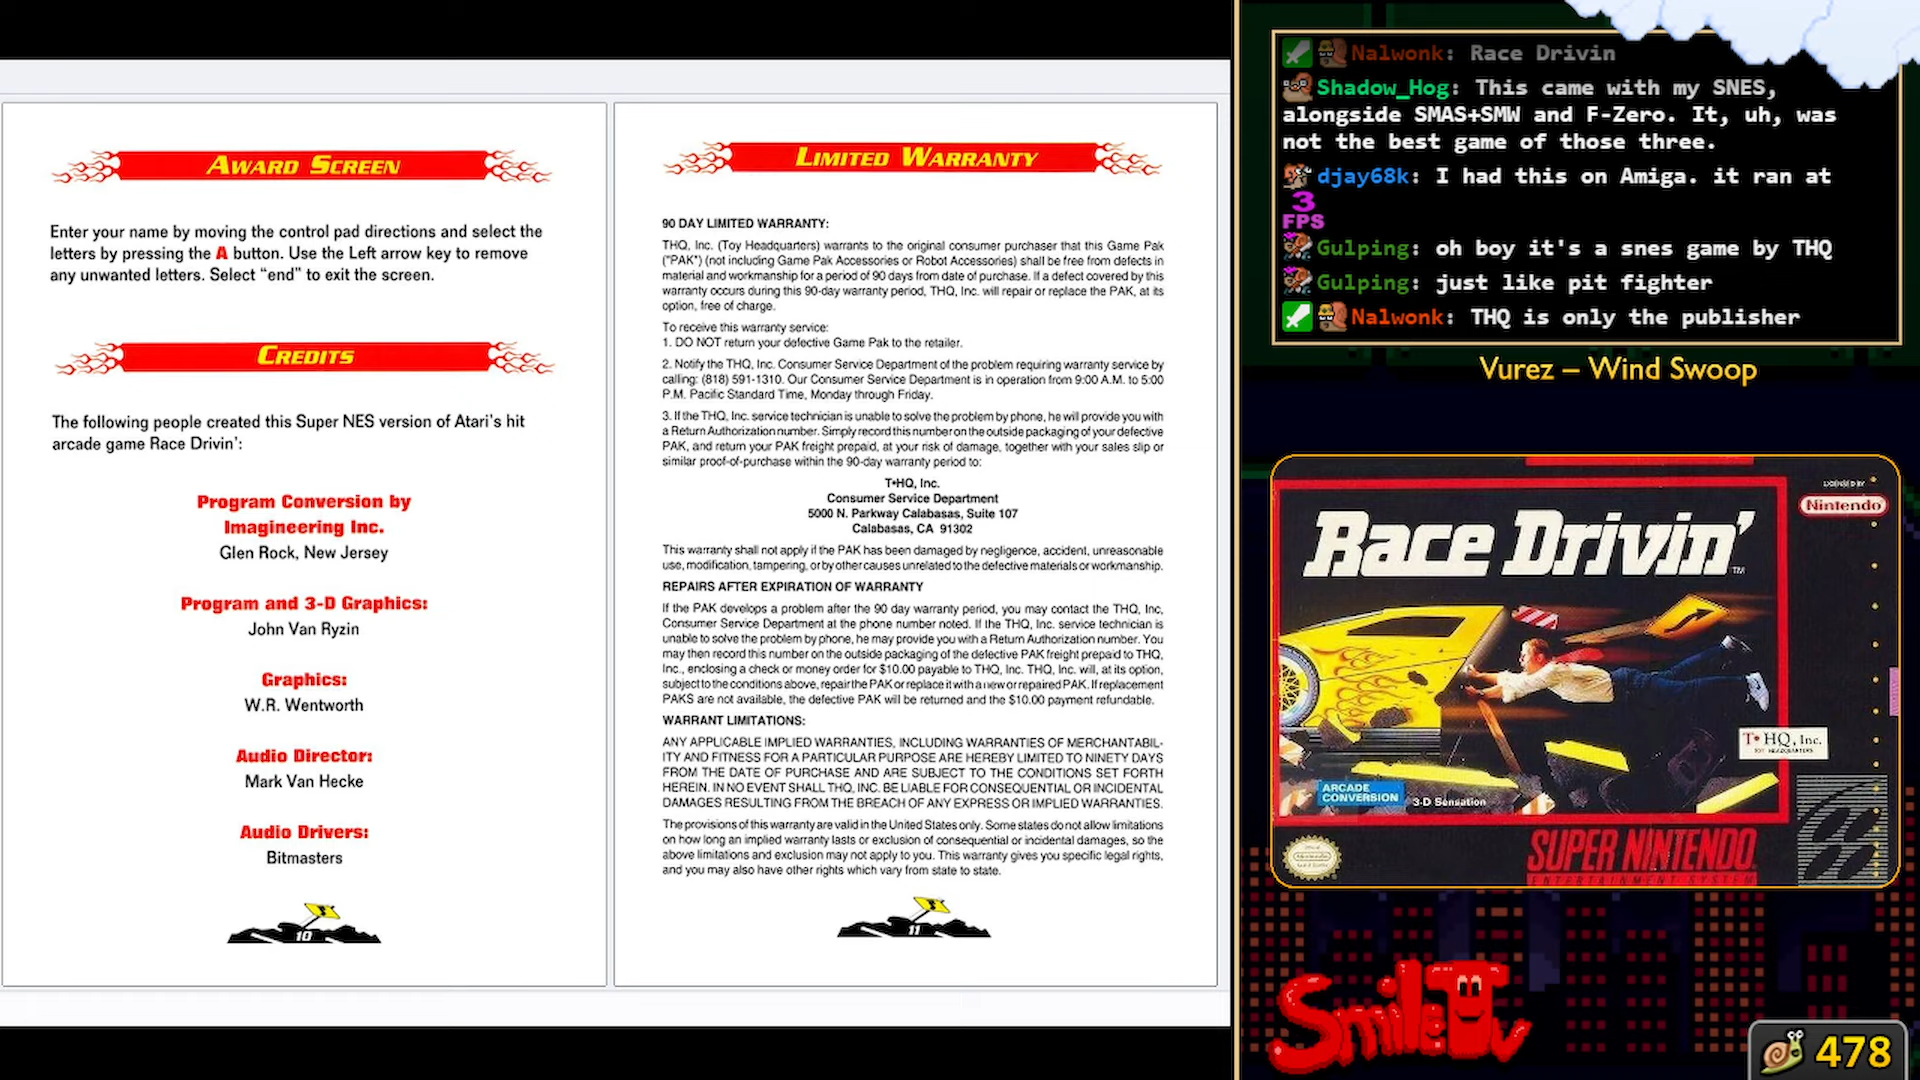 AWARD SCREEN
Enter your name by moving the control pad directions and select the
letters by pressing the A button. Use the Left arrow key to remove
any unwanted letters. Select “end” to exit the screen.
CREDITS
The following people created this Super NES version of Atari’s hit
arcade game Race Drivin’:
Program Conversion by
Imagineering Inc.
Glen Rock, New Jersey
Program and 3-D Graphics:
John Van Ryzin
Graphics:
W.R. Wentworth
Audio Director:
Mark Van Hecke
Audio Drivers:
Bitmasters
10
LIMITED WARRANTY
90 DAY LIMITED WARRANTY:
THQ, Inc. (Toy Headquarters) warrants to the original consumer purchaser that this Game Pak
("PAK") (not including Game Pak Accessories or Robot Accessories) shall be free from defects in
material and workmanship for a period of 90 days from date of purchase. If a defect covered by this
warranty occurs during this 90-day warranty period, THQ, Inc. will repair or replace the PAK, at its
option, free of charge.
To receive this warranty service:
1. DO NOT return your defective Game Pak to the retailer.
2. Notify the THQ, Inc. Consumer Service Department of the problem requiring warranty service by
calling: (818) 591-1310. Our Consumer Service Department is in operation from 9:00 A.M. to 5:00
P.M. Pacific Standard Time, Monday through Friday.
3. If the THQ, Inc. service technician is unable to solve the problem by phone, he will provide you with
a Return Authorization number. Simply record this number on the outside packaging of your defective
PAK, and return your PAK freight prepaid, at your risk of damage, together with your sales slip or
similar proof-of-purchase within the 90-day warranty period to:
T•HQ, Inc.
Consumer Service Department
5000 N. Parkway Calabasas, Suite 107
Calabasas, CA 91302
This warranty shall not apply if the PAK has been damaged by negligence, accident, unreasonable
use, modification, tampering, or by other causes unrelated to the defective materials or workmanship.
REPAIRS AFTER EXPIRATION OF WARRANTY
If the PAK develops a problem after the 90 day warranty period, you may contact the THQ, Inc,
Consumer Service Department at the phone number noted. If the THQ, Inc. service technician is
unable to solve the problem by phone, he may provide you with a Return Authorization number. You
may then record this number on the outside packaging of the defective PAK freight prepaid to THQ,
Inc., enclosing a check or money order for $10.00 payable to THQ, Inc. THQ, Inc. will, at its option,
subject to the conditions above, repair the PAK or replace it with a new or repaired PAK. If replacement
PAKS are not available, the defective PAK will be returned and the $10.00 payment refundable.
WARRANT LIMITATIONS:
ANY APPLICABLE IMPLIED WARRANTIES, INCLUDING WARRANTIES OF MERCHANTABIL-
ITY AND FITNESS FOR A PARTICULAR PURPOSE ARE HEREBY LIMITED TO NINETY DAYS
FROM THE DATE OF PURCHASE AND ARE SUBJECT TO THE CONDITIONS SET FORTH
HEREIN. IN NO EVENT SHALL THQ, INC. BE LIABLE FOR CONSEQUENTIAL OR INCIDENTAL
DAMAGES RESULTING FROM THE BREACH OF ANY EXPRESS OR IMPLIED WARRANTIES.
The provisions of this warranty are valid in the United States only. Some states do not allow limitations
on how long an implied warranty lasts or exclusion of consequential or incidental damages, so the
above limitations and exclusion may not apply to you. This warranty gives you specific legal rights,
and you may also have other rights which vary from state to state.
11
Nalwonk: Race Drivin
Shadow_Hog: This came with my SNES,
alongside SMAS+SMW and F-Zero. It, uh, was
not the best game of those three.
djay68k: I had this on Amiga. it ran at
3
FPS
Gulping: oh boy it's a snes game by THQ
Gulping: just like pit fighter
Nalwonk: THQ is only the publisher
Vurez – Wind Swoop
LICENSED BY
Nintendo
Race Drivin’
TM
T•HQ, Inc.
TOY HEADQUARTERS
ARCADE
CONVERSION
3-D Sensation
SUPER NINTENDO
ENTERTAINMENT SYSTEM
SmileTv
478